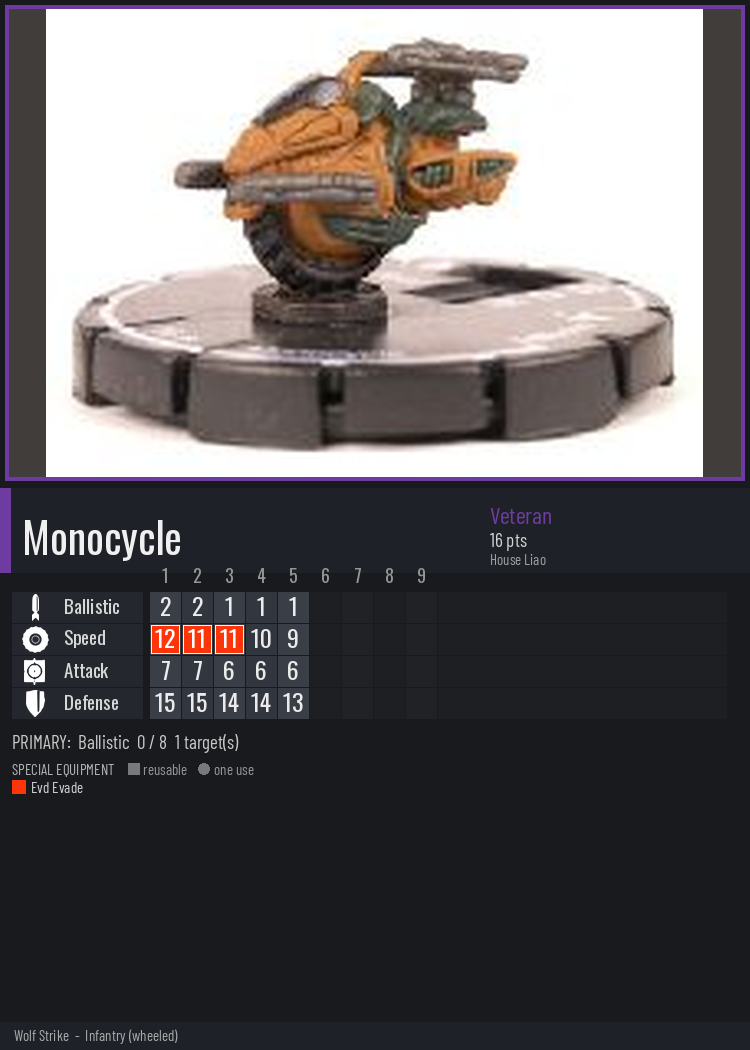 Monocycle
Veteran
16 pts
House Liao
1 2 3 4 5 6 7 8 9
Ballistic 2 2 1 1 1
Speed 12 11 11 10 9
Attack 7 7 6 6 6
Defense 15 15 14 14 13
PRIMARY: Ballistic 0 / 8 1 target(s)
SPECIAL EQUIPMENT reusable one use
Evd Evade
Wolf Strike - Infantry (wheeled)